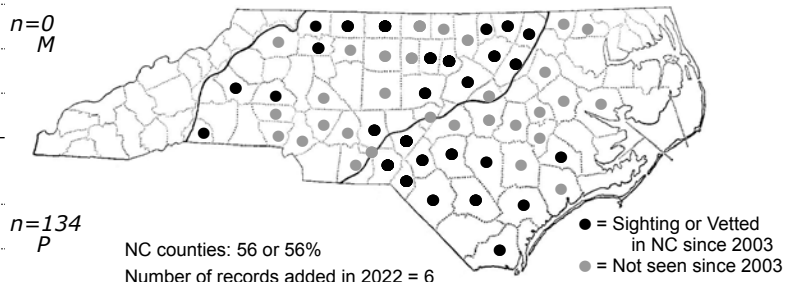 n=0
M
n=134
P
NC counties: 56 or 56%
Number of records added in 2022 = 6
● = Sighting or Vetted
in NC since 2003
● = Not seen since 2003